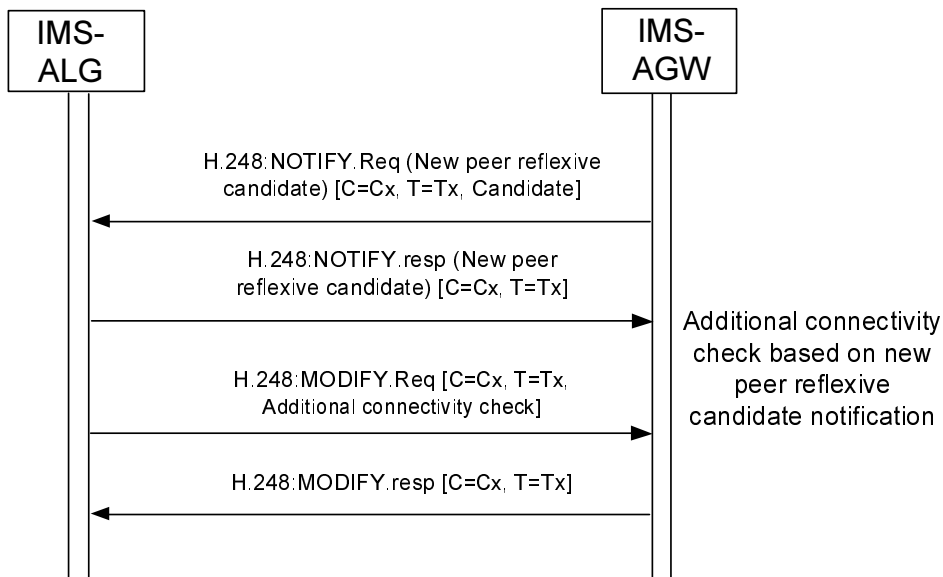 IMS-
ALG
IMS-
AGW
H.248:NOTIFY.Req (New peer reflexive
candidate) [C=Cx, T=Tx, Candidate]
H.248:NOTIFY.resp (New peer
reflexive candidate) [C=Cx, T=Tx]
Additional connectivity
check based on new
peer reflexive
candidate notification
H.248:MODIFY.Req [C=Cx, T=Tx,
Additional connectivity check]
H.248:MODIFY.resp [C=Cx, T=Tx]